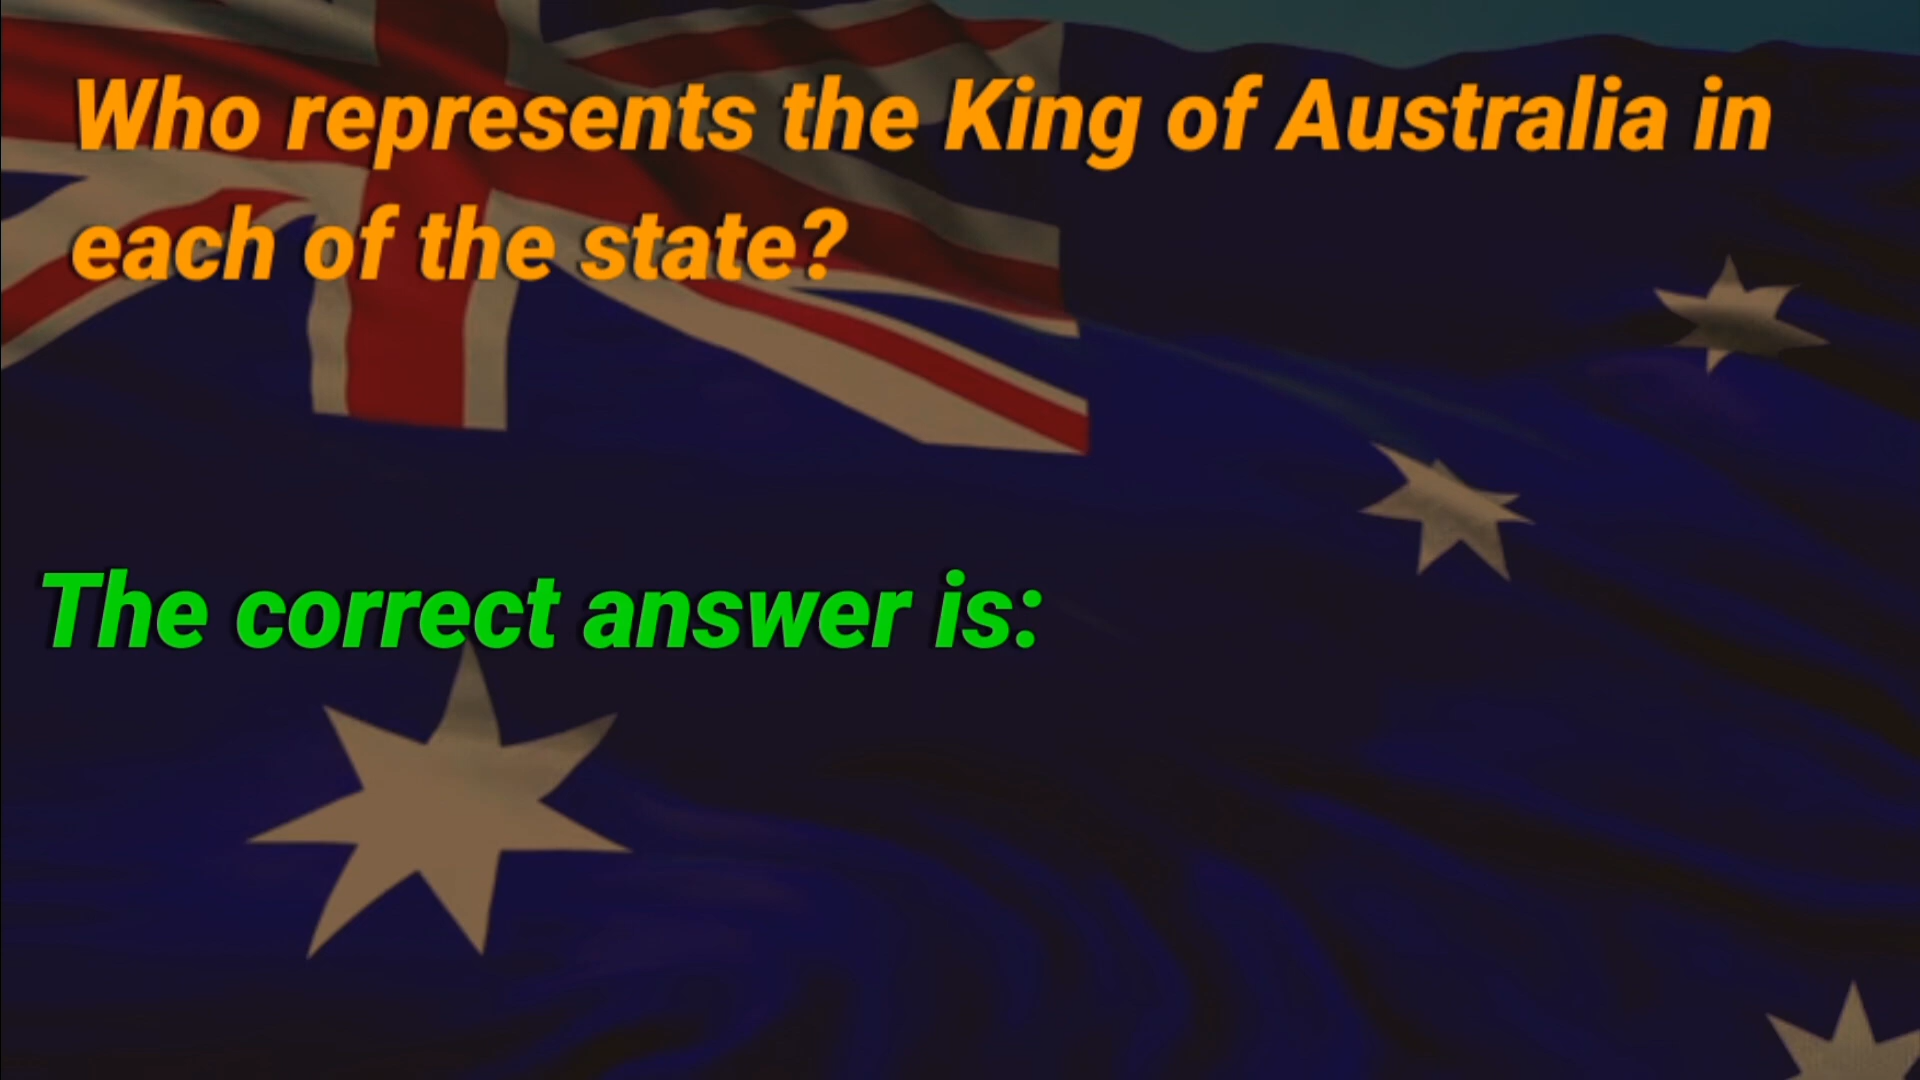 Who represents the King of Australia in
each of the state?
The correct answer is: